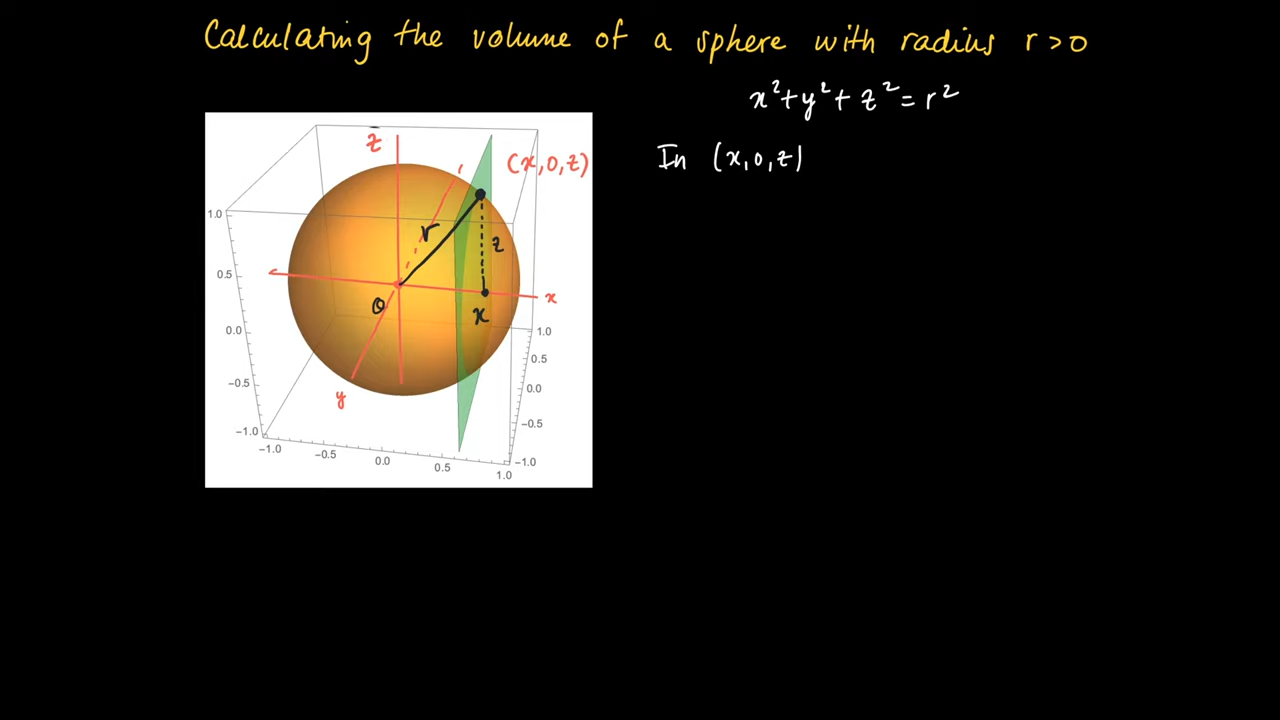 Calculating the volume of a sphere with radius r > 0
x² + y² + z² = r²
In (x, 0, z)
z
(x, 0, z)
r
z
O
x
x
y
1.0
0.5
0.0
−0.5
−1.0
−1.0
−0.5
0.0
0.5
1.0
1.0
0.5
0.0
−0.5
−1.0